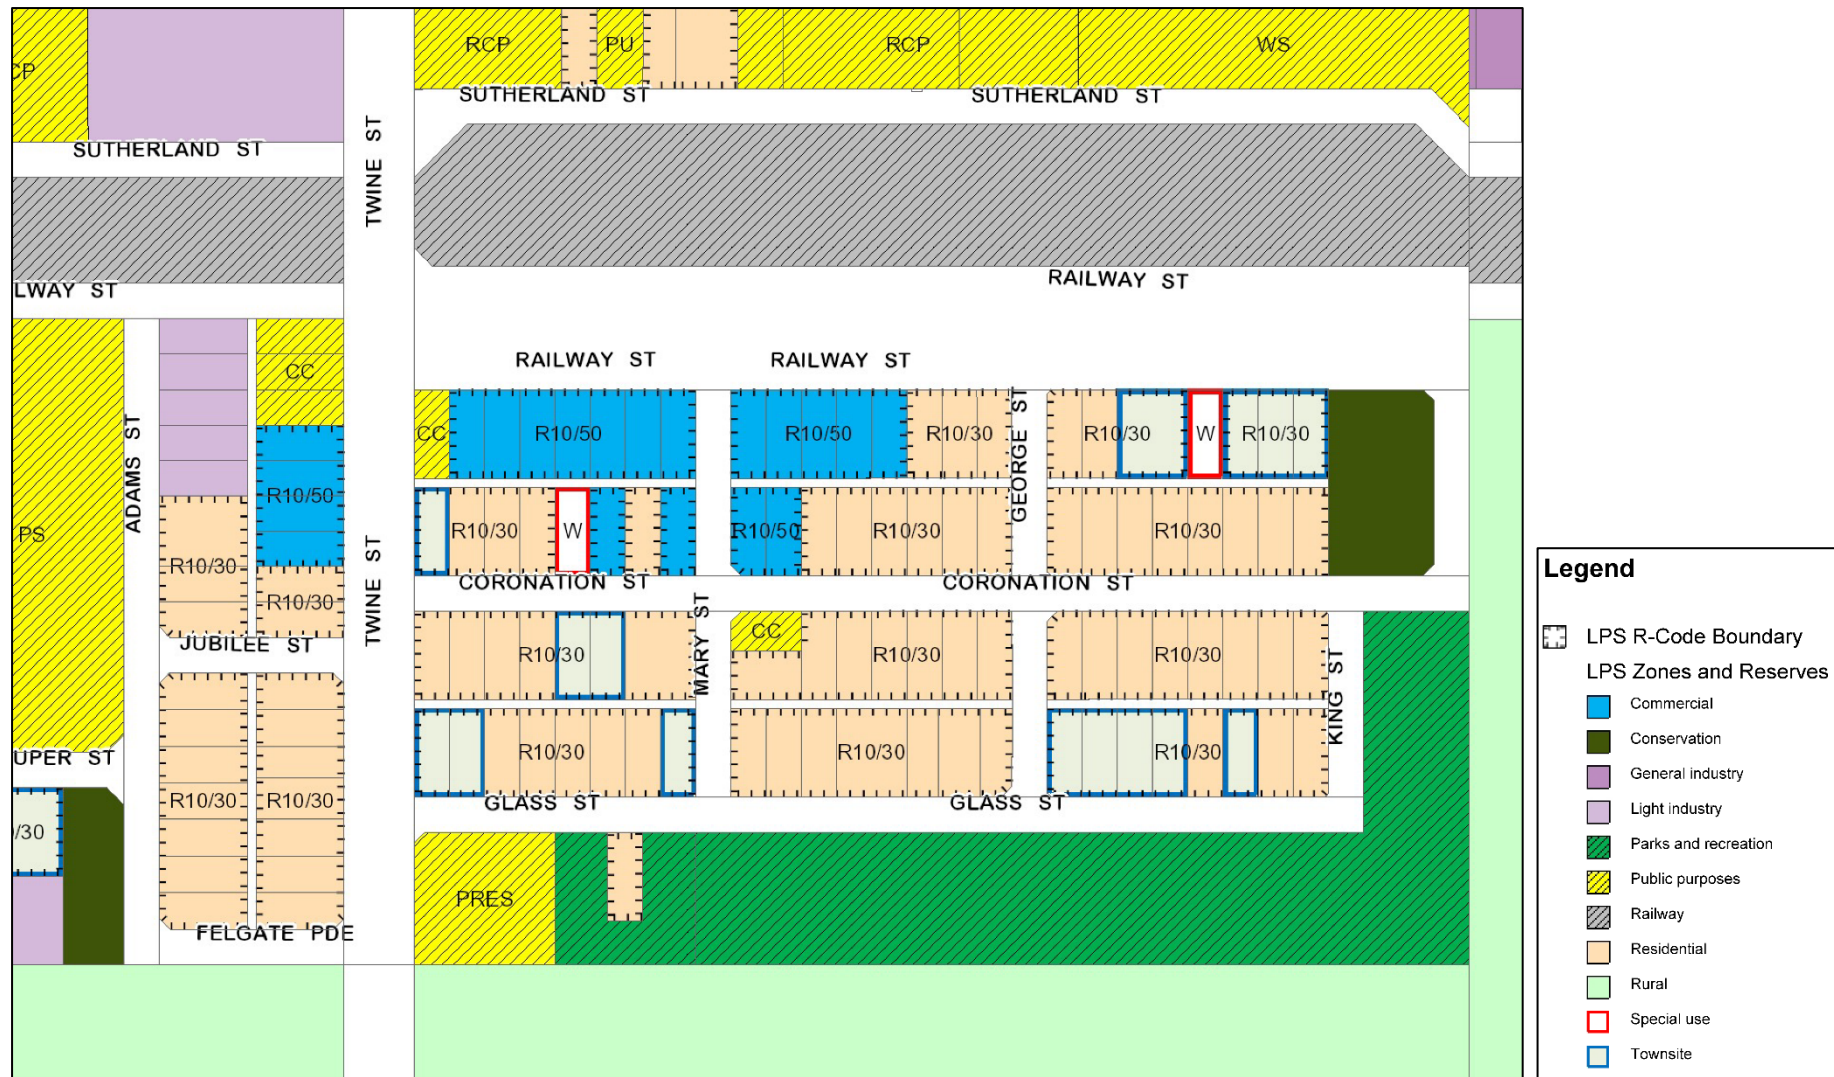 RCP
PU
RCP
WS
CP
SUTHERLAND ST
SUTHERLAND ST
SUTHERLAND ST
TWINE ST
RAILWAY ST
LWAY ST
RAILWAY ST
RAILWAY ST
CC
CC
R10/50
R10/50
R10/30
GEORGE ST
R10/30
W
R10/30
ADAMS ST
R10/50
PS
R10/30
W
R10/50
R10/30
R10/30
R10/30
R10/30
CORONATION ST
CORONATION ST
TWINE ST
JUBILEE ST
R10/30
MARY ST
CC
R10/30
R10/30
KING ST
UPER ST
R10/30
R10/30
R10/30
R10/30
R10/30
GLASS ST
GLASS ST
/30
PRES
FELGATE PDE
Legend
LPS R-Code Boundary
LPS Zones and Reserves
Commercial
Conservation
General industry
Light industry
Parks and recreation
Public purposes
Railway
Residential
Rural
Special use
Townsite